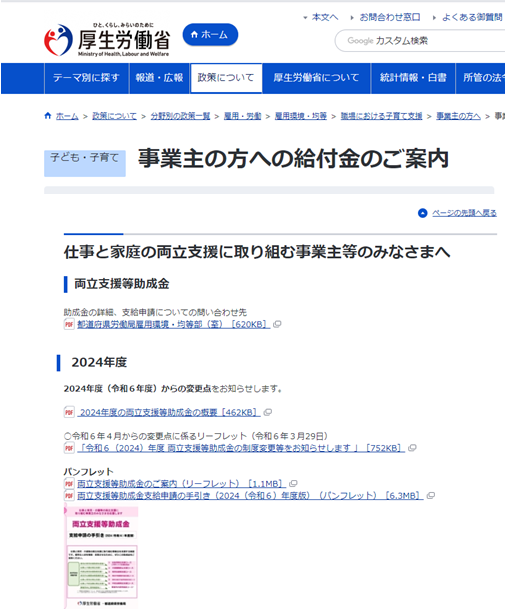 ひと、くらし、みらいのために
厚生労働省
Ministry of Health, Labour and Welfare
ホーム
本文へ
お問合わせ窓口
よくある御質問
Google カスタム検索
テーマ別に探す
報道・広報
政策について
厚生労働省について
統計情報・白書
所管の法令
ホーム > 政策について > 分野別の政策一覧 > 雇用・労働 > 雇用環境・均等 > 職場における子育て支援 > 事業主の方へ > 事業
子ども・子育て
事業主の方への給付金のご案内
ページの先頭へ戻る
仕事と家庭の両立支援に取り組む事業主等のみなさまへ
両立支援等助成金
助成金の詳細、支給申請についての問い合わせ先
PDF 都道府県労働局雇用環境・均等部（室）［620KB］
2024年度
2024年度（令和６年度）からの変更点をお知らせします。
PDF 2024年度の両立支援等助成金の概要［462KB］
○令和６年４月からの変更点に係るリーフレット（令和６年３月29日）
PDF 「令和６（2024）年度 両立支援等助成金の制度変更等をお知らせします 」［752KB］
パンフレット
PDF 両立支援等助成金のご案内（リーフレット）［1.1MB］
PDF 両立支援等助成金支給申請の手引き（2024（令和６）年度版）（パンフレット）［6.3MB］
両立支援等助成金
支給申請の手引き
厚生労働省